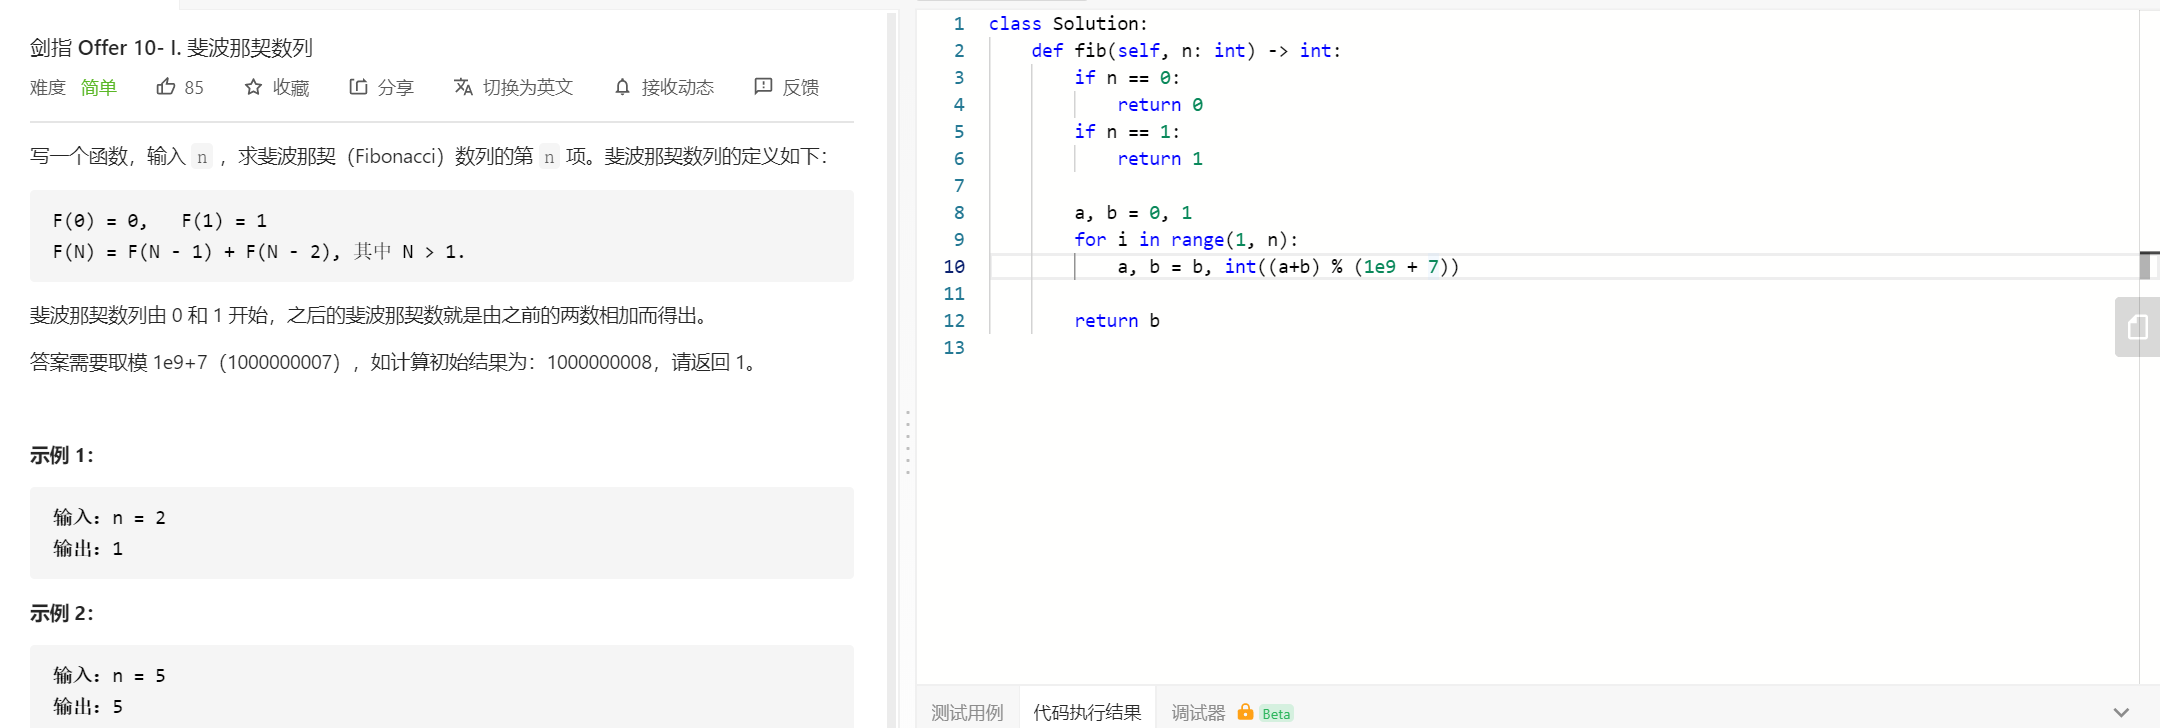 剑指 Offer 10- I. 斐波那契数列
难度 简单 85 收藏 分享 切换为英文 接收动态 反馈
写一个函数，输入 n ，求斐波那契（Fibonacci）数列的第 n 项。斐波那契数列的定义如下：
F(0) = 0,   F(1) = 1
F(N) = F(N - 1) + F(N - 2), 其中 N > 1.
斐波那契数列由 0 和 1 开始，之后的斐波那契数就是由之前的两数相加而得出。
答案需要取模 1e9+7（1000000007），如计算初始结果为：1000000008，请返回 1。
示例 1：
输入：n = 2
输出：1
示例 2：
输入：n = 5
输出：5
1 class Solution:
2     def fib(self, n: int) -> int:
3         if n == 0:
4             return 0
5         if n == 1:
6             return 1
7
8         a, b = 0, 1
9         for i in range(1, n):
10             a, b = b, int((a+b) % (1e9 + 7))
11
12         return b
13
测试用例 代码执行结果 调试器 Beta